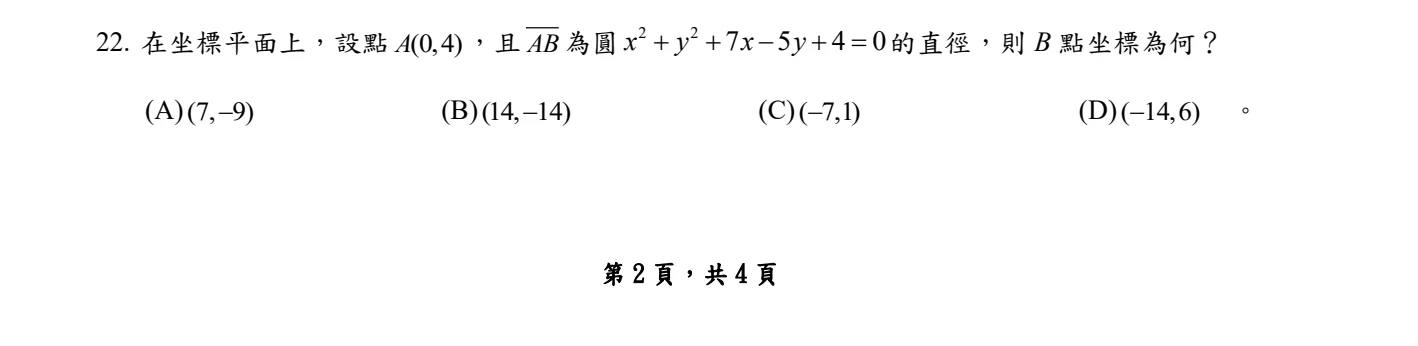 22. 在坐標平面上，設點 A(0,4) ，且 \overline{AB} 為圓 x² + y² + 7x − 5y + 4 = 0 的直徑，則 B 點坐標為何？
(A) (7,−9) (B) (14,−14) (C) (−7,1) (D) (−14,6) 。
第 2 頁，共 4 頁